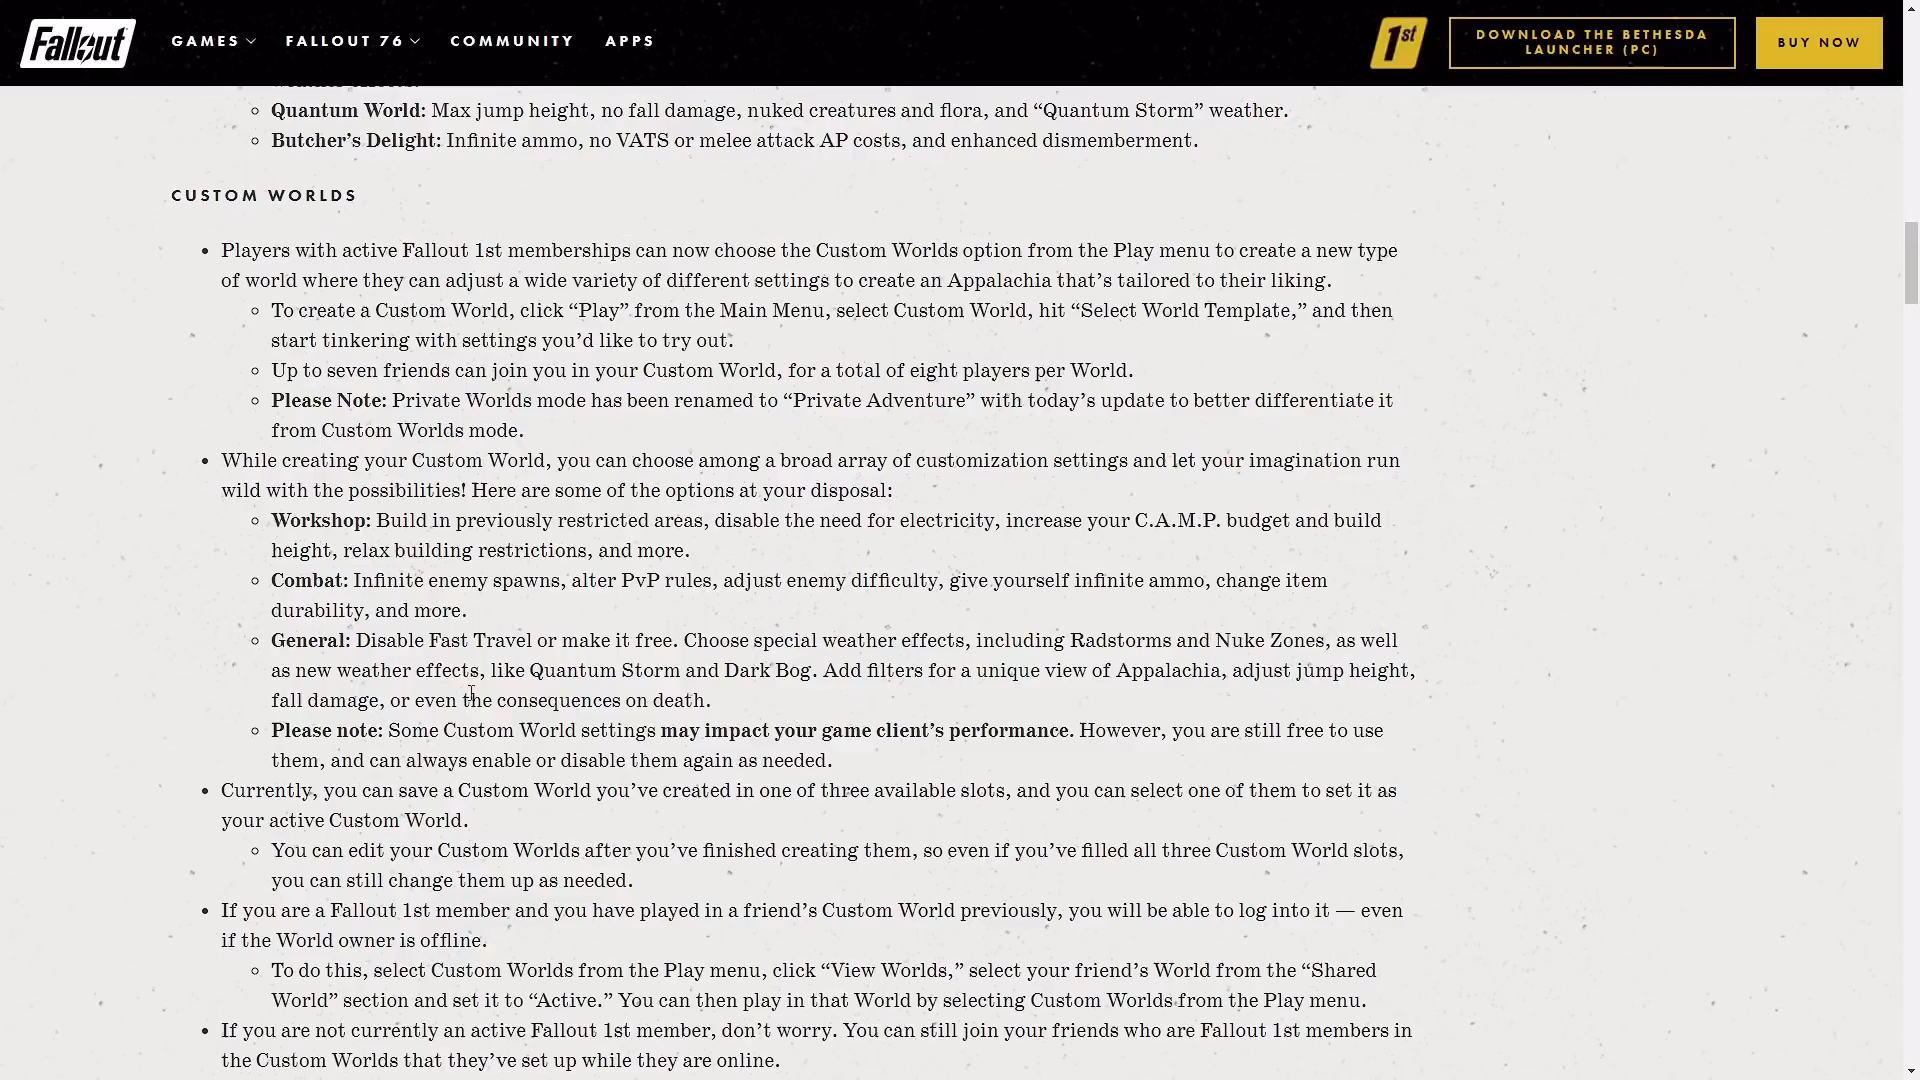 Fallout
GAMES
FALLOUT 76
COMMUNITY
APPS
1st
DOWNLOAD THE BETHESDA
LAUNCHER (PC)
BUY NOW
Quantum World: Max jump height, no fall damage, nuked creatures and flora, and “Quantum Storm” weather.
Butcher’s Delight: Infinite ammo, no VATS or melee attack AP costs, and enhanced dismemberment.
CUSTOM WORLDS
Players with active Fallout 1st memberships can now choose the Custom Worlds option from the Play menu to create a new type
of world where they can adjust a wide variety of different settings to create an Appalachia that’s tailored to their liking.
To create a Custom World, click “Play” from the Main Menu, select Custom World, hit “Select World Template,” and then
start tinkering with settings you’d like to try out.
Up to seven friends can join you in your Custom World, for a total of eight players per World.
Please Note: Private Worlds mode has been renamed to “Private Adventure” with today’s update to better differentiate it
from Custom Worlds mode.
While creating your Custom World, you can choose among a broad array of customization settings and let your imagination run
wild with the possibilities! Here are some of the options at your disposal:
Workshop: Build in previously restricted areas, disable the need for electricity, increase your C.A.M.P. budget and build
height, relax building restrictions, and more.
Combat: Infinite enemy spawns, alter PvP rules, adjust enemy difficulty, give yourself infinite ammo, change item
durability, and more.
General: Disable Fast Travel or make it free. Choose special weather effects, including Radstorms and Nuke Zones, as well
as new weather effects, like Quantum Storm and Dark Bog. Add filters for a unique view of Appalachia, adjust jump height,
fall damage, or even the consequences on death.
Please note: Some Custom World settings may impact your game client’s performance. However, you are still free to use
them, and can always enable or disable them again as needed.
Currently, you can save a Custom World you’ve created in one of three available slots, and you can select one of them to set it as
your active Custom World.
You can edit your Custom Worlds after you’ve finished creating them, so even if you’ve filled all three Custom World slots,
you can still change them up as needed.
If you are a Fallout 1st member and you have played in a friend’s Custom World previously, you will be able to log into it — even
if the World owner is offline.
To do this, select Custom Worlds from the Play menu, click “View Worlds,” select your friend’s World from the “Shared
World” section and set it to “Active.” You can then play in that World by selecting Custom Worlds from the Play menu.
If you are not currently an active Fallout 1st member, don’t worry. You can still join your friends who are Fallout 1st members in
the Custom Worlds that they’ve set up while they are online.